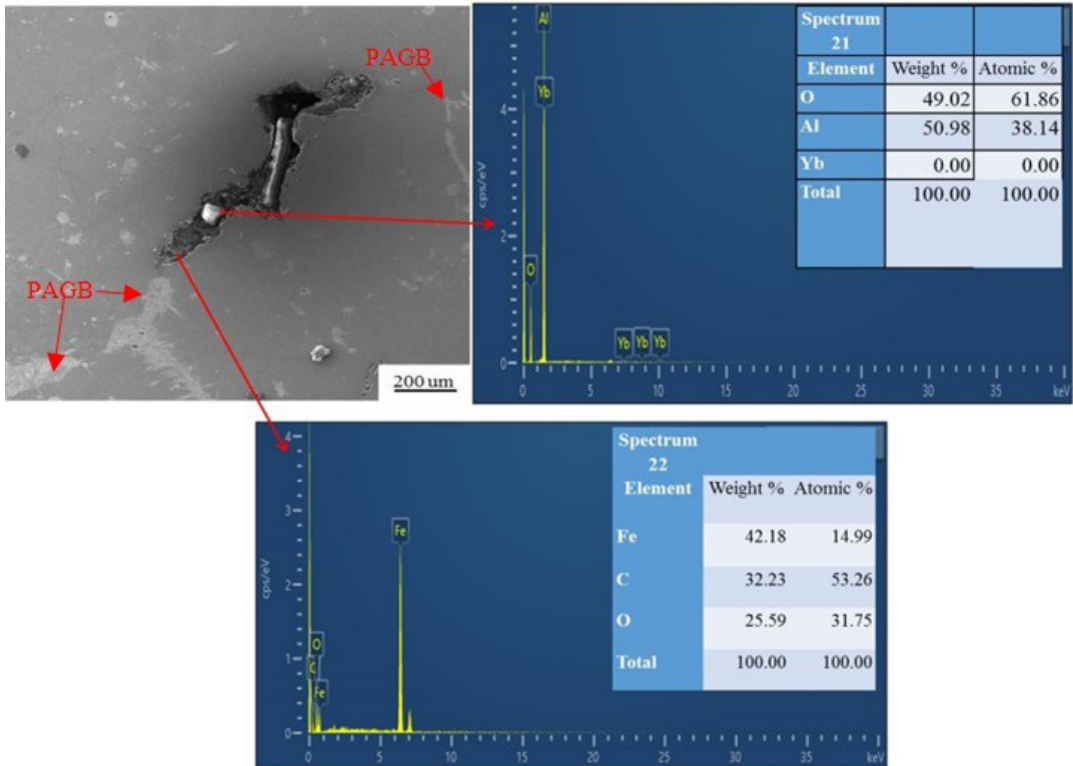 PAGB
PAGB
PAGB
200 um
Al
Yb
O
Yb Yb Yb
cps/eV
4
2
0
0 5 10 15 20 25 30 35 keV
Spectrum 21
Element Weight % Atomic %
O 49.02 61.86
Al 50.98 38.14
Yb 0.00 0.00
Total 100.00 100.00
Fe
O
C
Fe
cps/eV
4
3
2
1
0
0 5 10 15 20 25 30 35 keV
Spectrum 22
Element Weight % Atomic %
Fe 42.18 14.99
C 32.23 53.26
O 25.59 31.75
Total 100.00 100.00